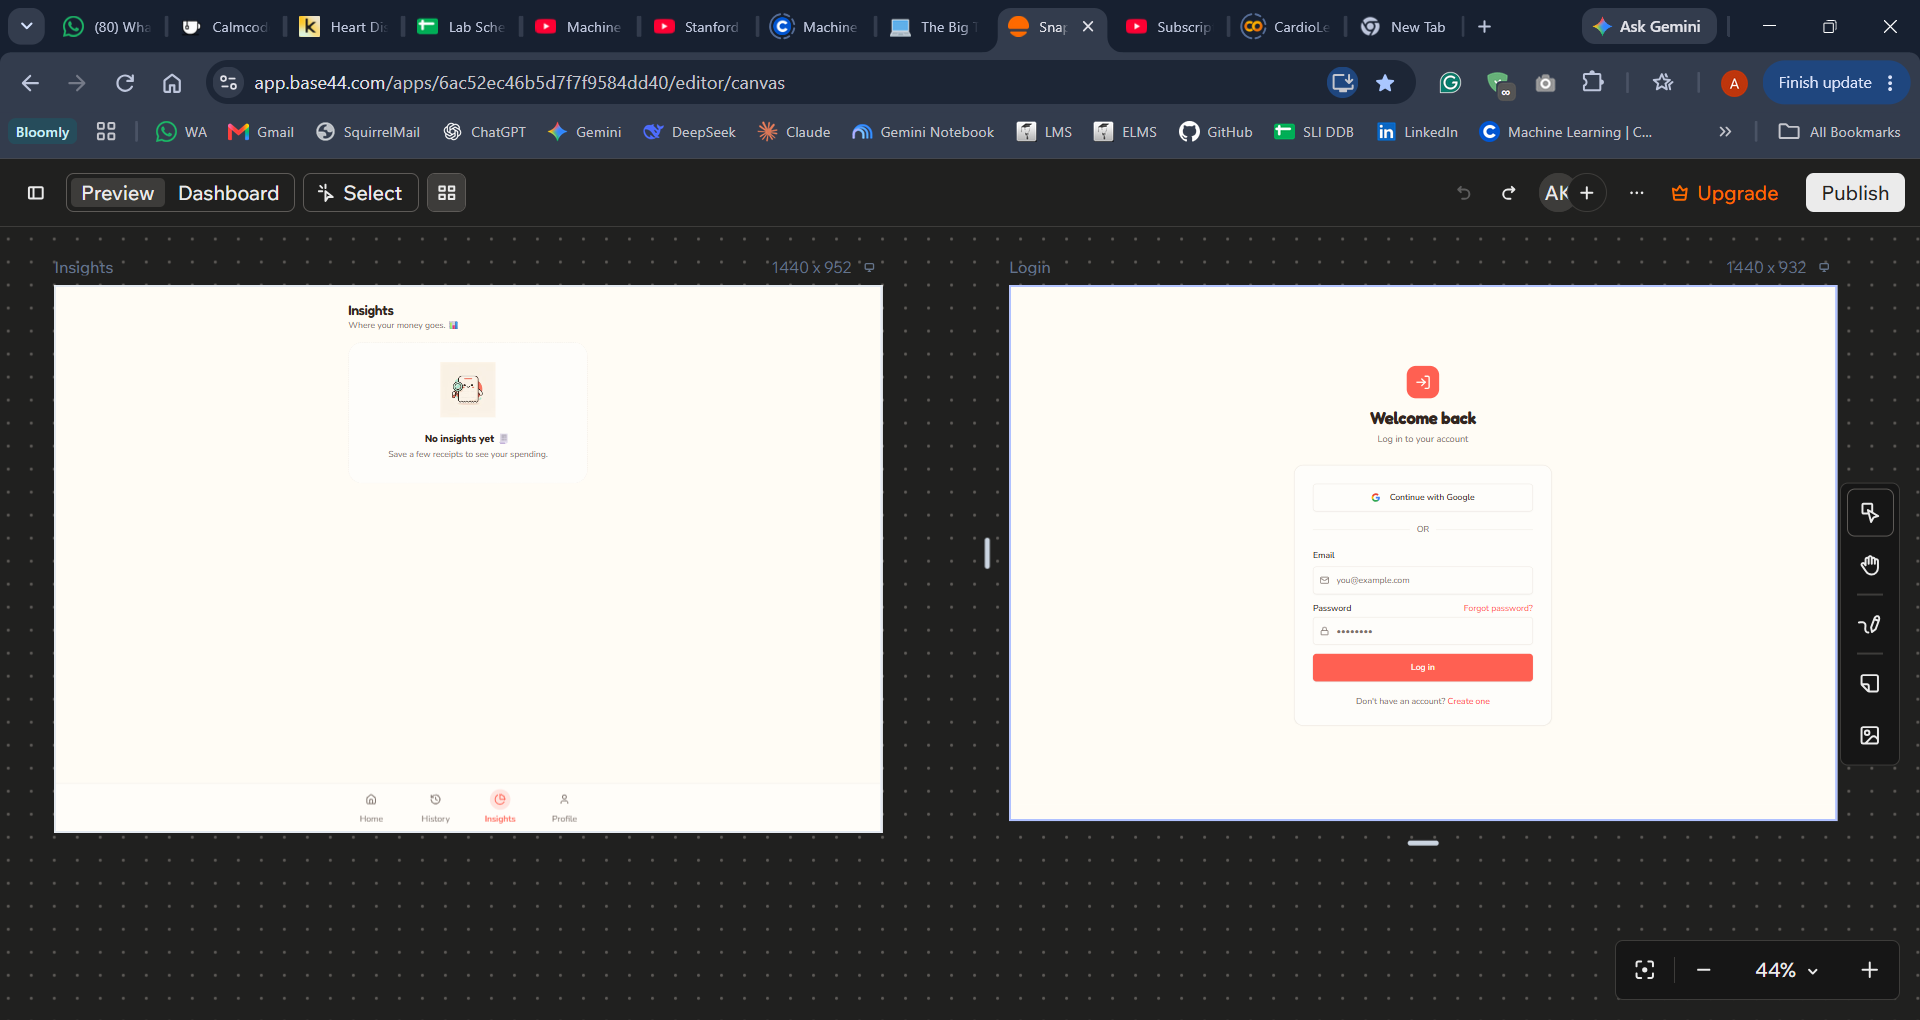 (80) Wha
Calmcod
Heart Di
Lab Sche
Machine
Stanford
Machine
The Big T
Snap
Subscrip
CardioLe
New Tab
Ask Gemini
app.base44.com/apps/6ac52ec46b5d7f7f9584dd40/editor/canvas
A
Finish update
Bloomly
WA
Gmail
SquirrelMail
ChatGPT
Gemini
DeepSeek
Claude
Gemini Notebook
LMS
ELMS
GitHub
SLI DDB
LinkedIn
Machine Learning | C...
All Bookmarks
Preview
Dashboard
Select
AK
Upgrade
Publish
Insights
1440 x 952
Insights
Where your money goes.
No insights yet
Save a few receipts to see your spending.
Home
History
Insights
Profile
Login
1440 x 932
Welcome back
Log in to your account
Continue with Google
OR
Email
you@example.com
Password
Forgot password?
••••••••
Log in
Don't have an account? Create one
44%